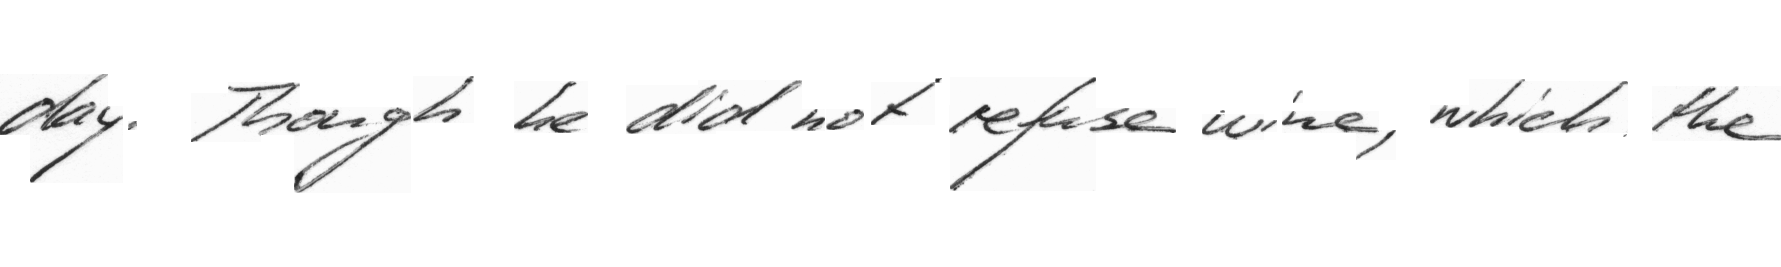 day. Though he did not refuse wine, which the